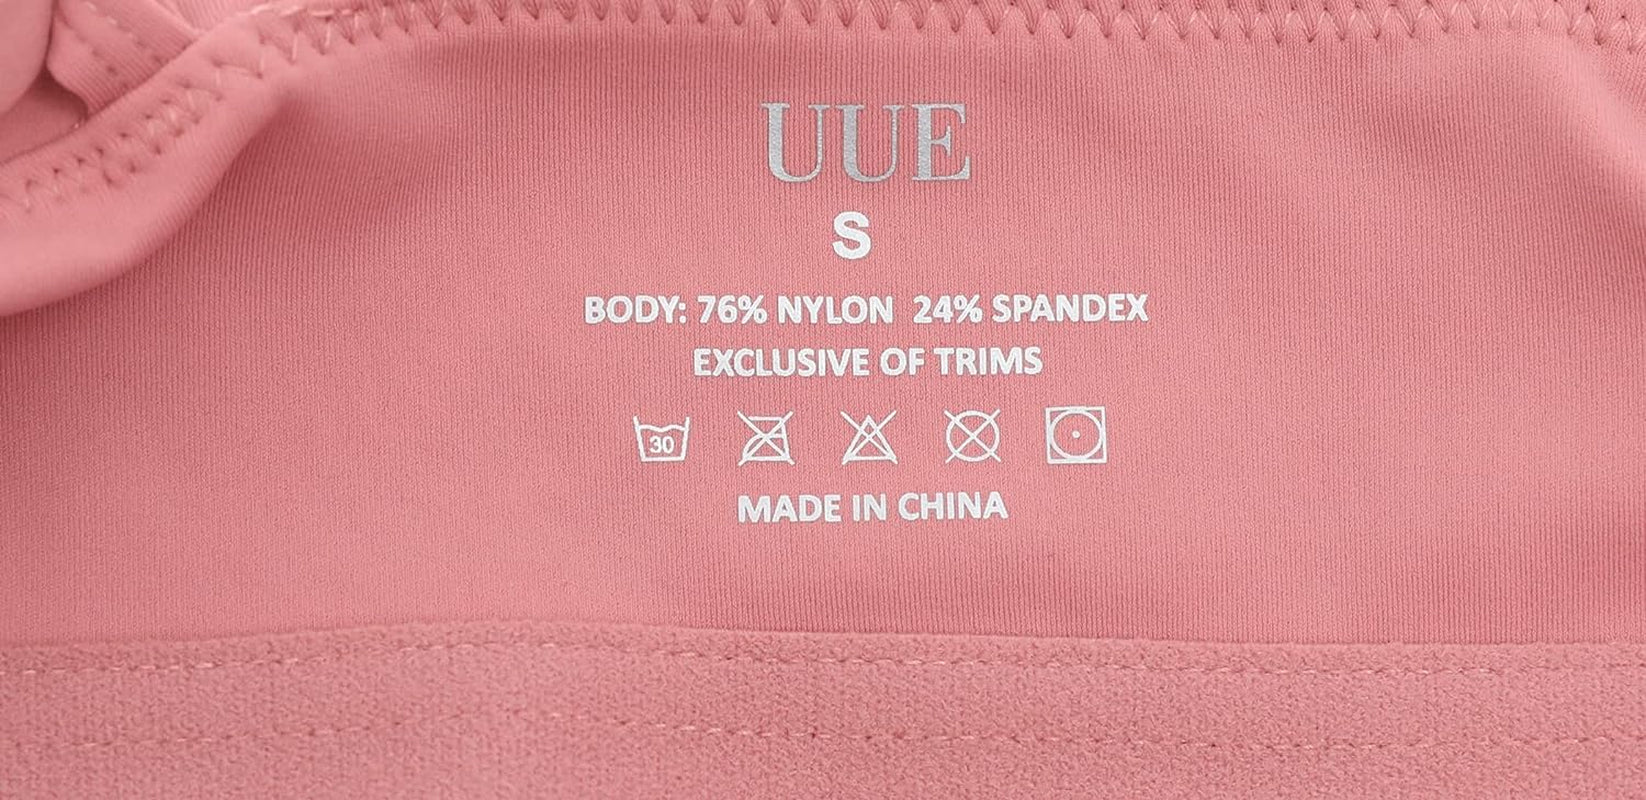 UUE
S
BODY: 76% NYLON 24% SPANDEX
EXCLUSIVE OF TRIMS
30
MADE IN CHINA